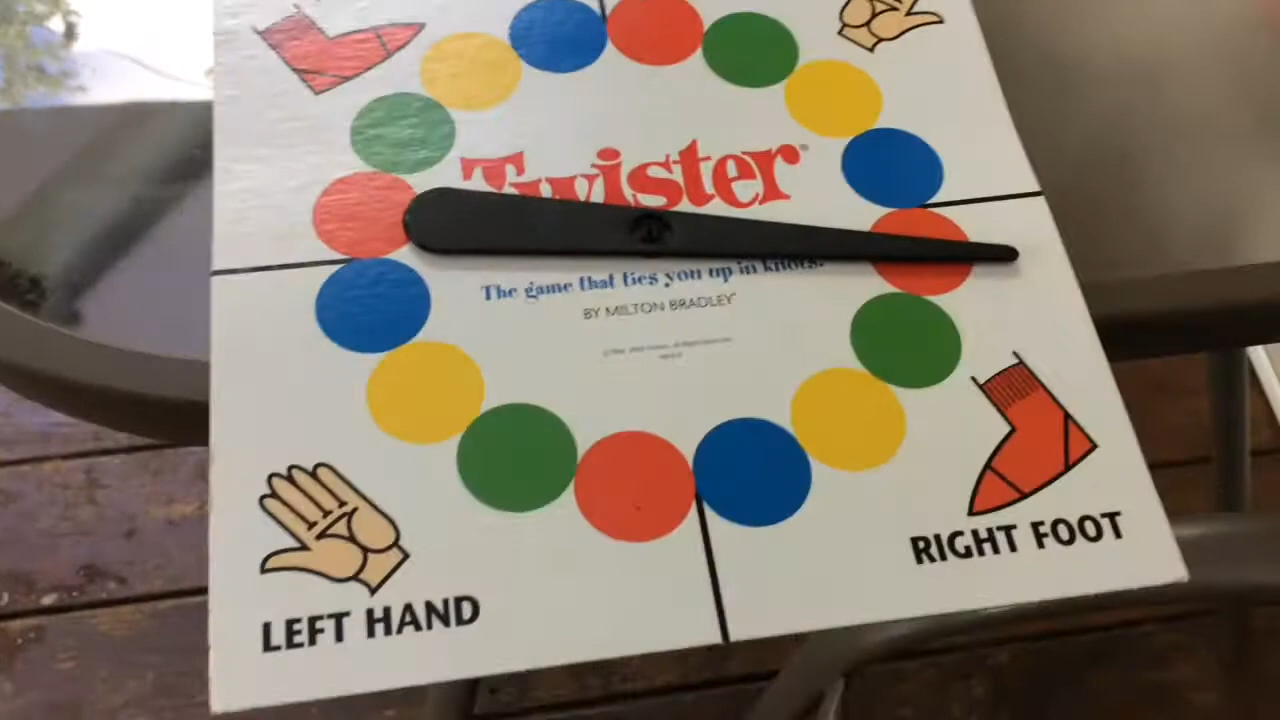 Twister
The game that ties you up in knots.
BY MILTON BRADLEY
RIGHT FOOT
LEFT HAND